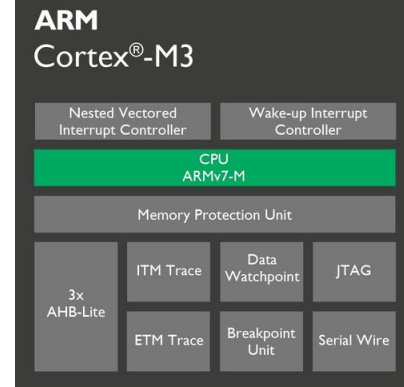 ARM
Cortex®-M3
Nested Vectored
Interrupt Controller
Wake-up Interrupt
Controller
CPU
ARMv7-M
Memory Protection Unit
3x
AHB-Lite
ITM Trace
Data
Watchpoint
JTAG
ETM Trace
Breakpoint
Unit
Serial Wire